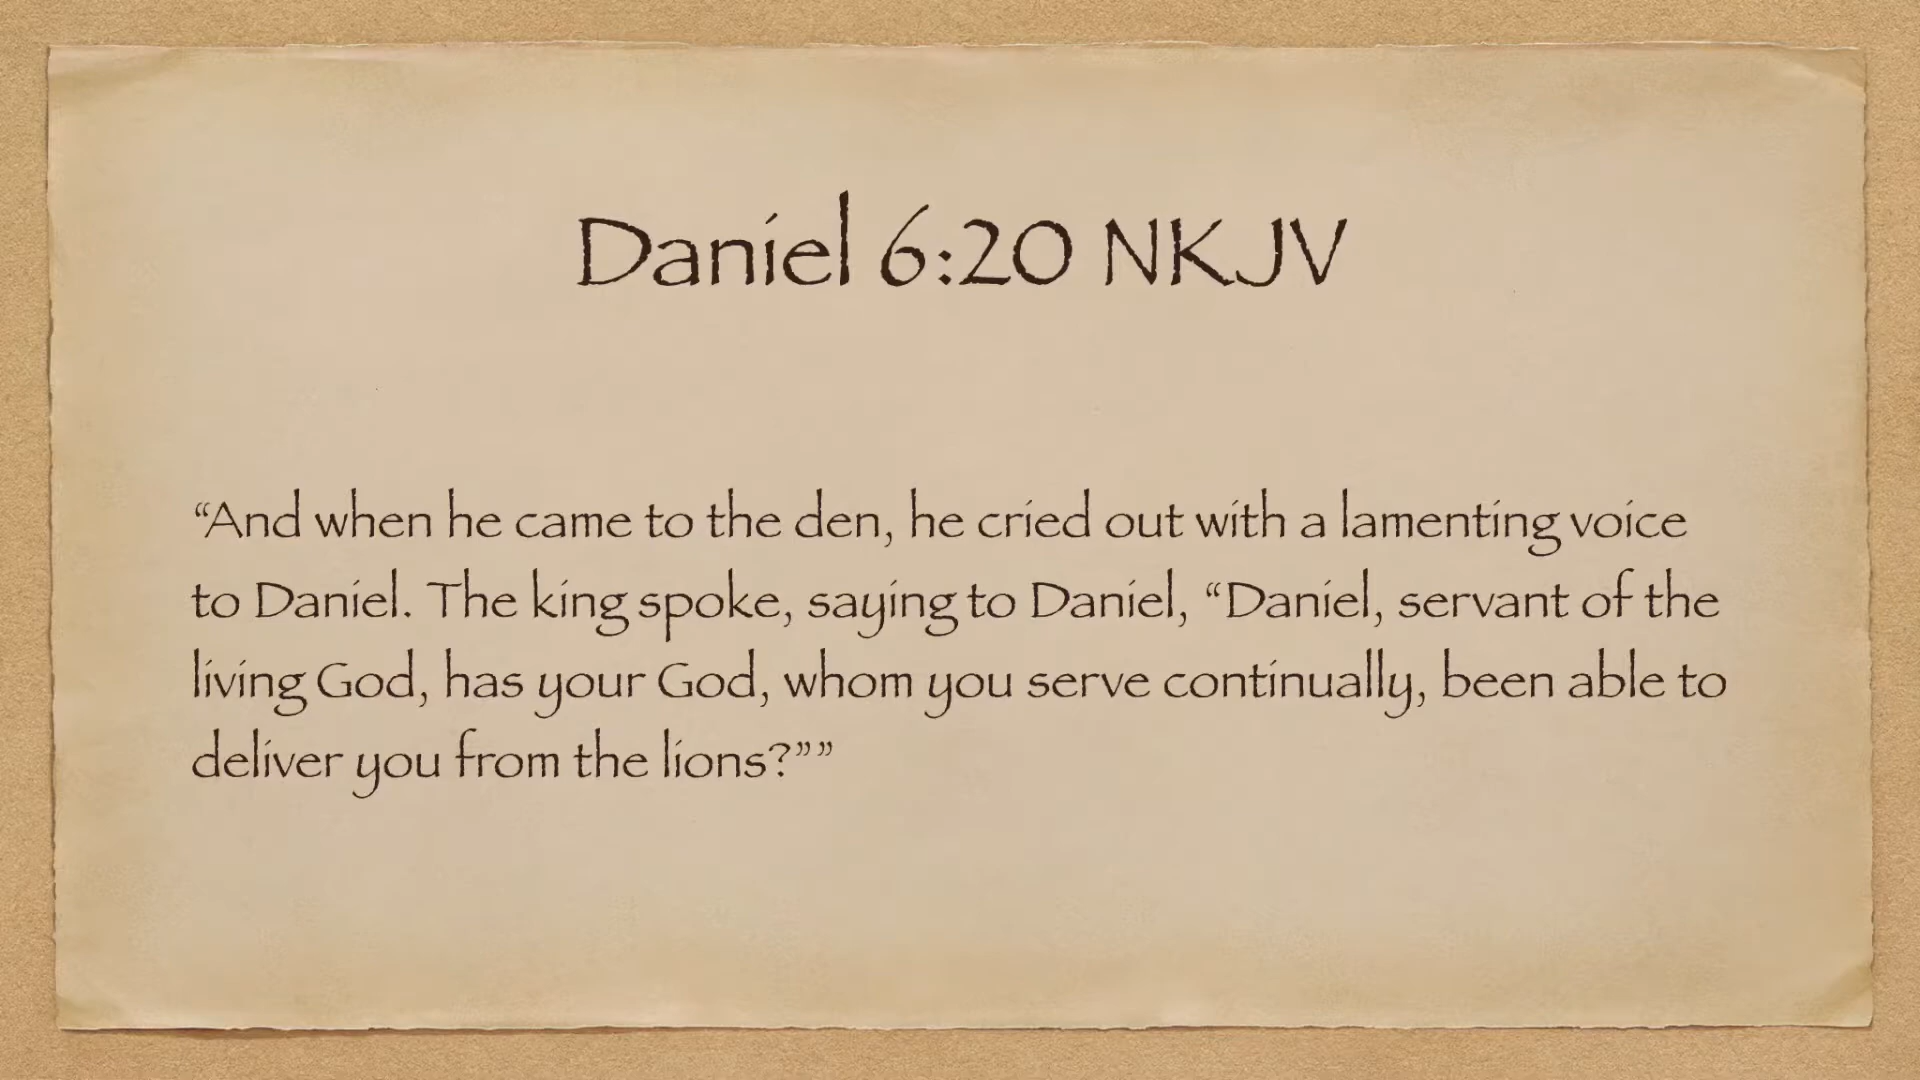 Daniel 6:20 NKJV
“And when he came to the den, he cried out with a lamenting voice
to Daniel. The king spoke, saying to Daniel, “Daniel, servant of the
living God, has your God, whom you serve continually, been able to
deliver you from the lions?””